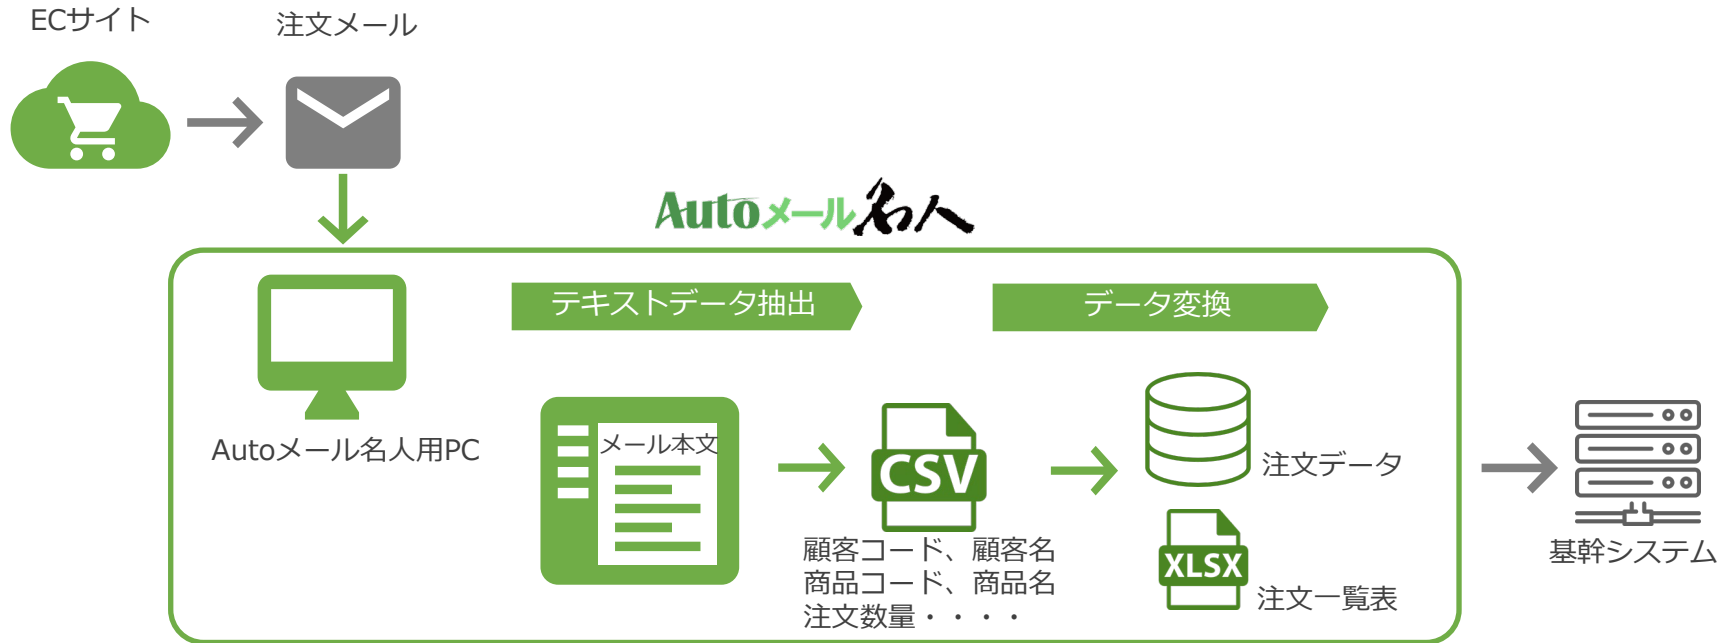 ECサイト
注文メール
Autoメール名人
テキストデータ抽出
データ変換
Autoメール名人用PC
メール本文
CSV
顧客コード、顧客名
商品コード、商品名
注文数量・・・・
注文データ
XLSX
注文一覧表
基幹システム